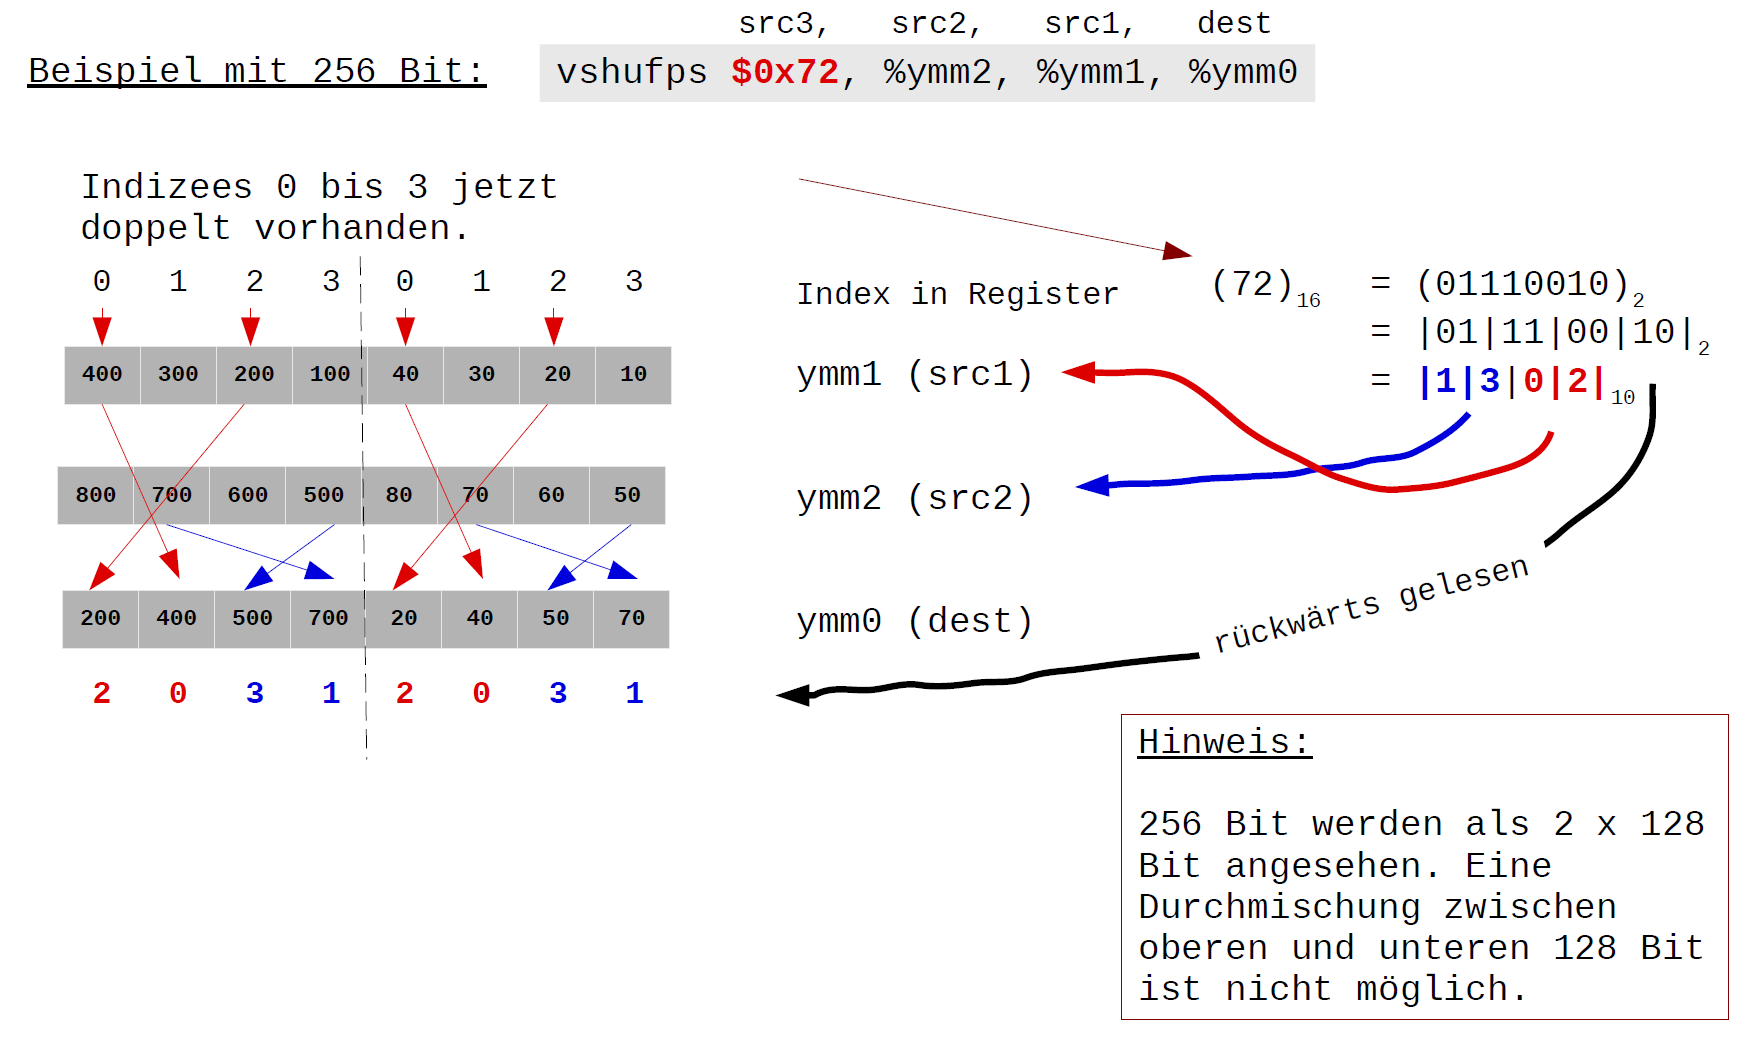 src3, src2, src1, dest
Beispiel mit 256 Bit: vshufps $0x72, %ymm2, %ymm1, %ymm0
Indizees 0 bis 3 jetzt
doppelt vorhanden.
0 1 2 3 0 1 2 3
Index in Register
(72)16 = (01110010)2
= |01|11|00|10|2
= |1|3|0|2|10
400 300 200 100 40 30 20 10
ymm1 (src1)
800 700 600 500 80 70 60 50
ymm2 (src2)
200 400 500 700 20 40 50 70
ymm0 (dest)
rückwärts gelesen
2 0 3 1 2 0 3 1
Hinweis:
256 Bit werden als 2 x 128
Bit angesehen. Eine
Durchmischung zwischen
oberen und unteren 128 Bit
ist nicht möglich.